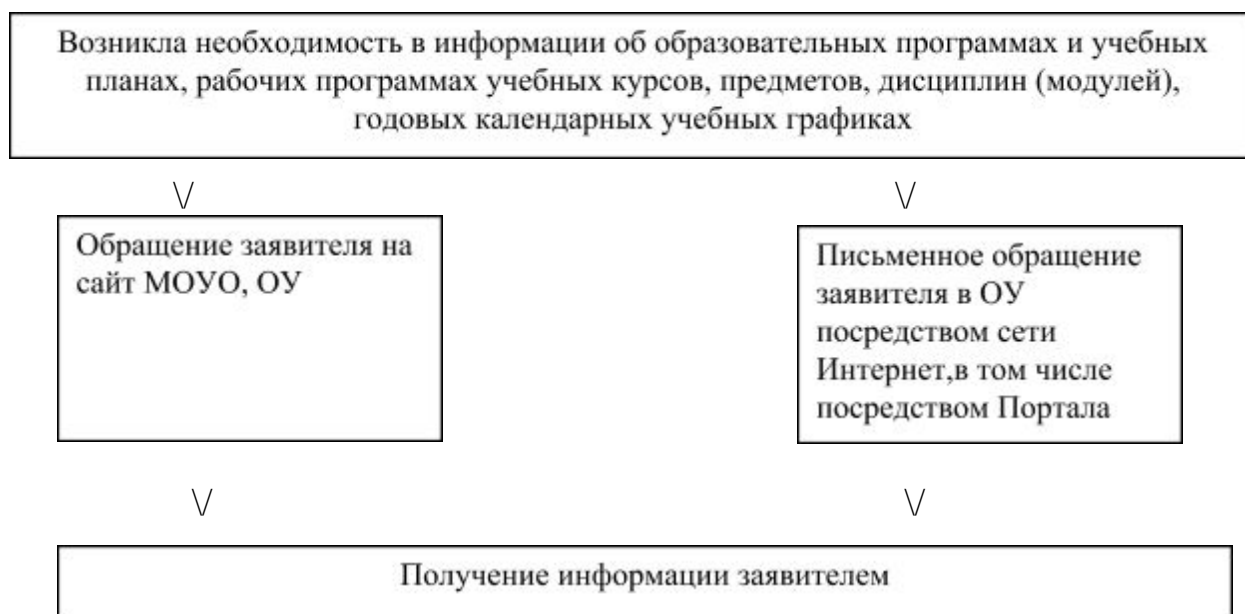 Возникла необходимость в информации об образовательных программах и учебных
планах, рабочих программах учебных курсов, предметов, дисциплин (модулей),
годовых календарных учебных графиках
\/
\/
Обращение заявителя на
сайт МОУО, ОУ
Письменное обращение
заявителя в ОУ
посредством сети
Интернет,в том числе
посредством Портала
\/
\/
Получение информации заявителем